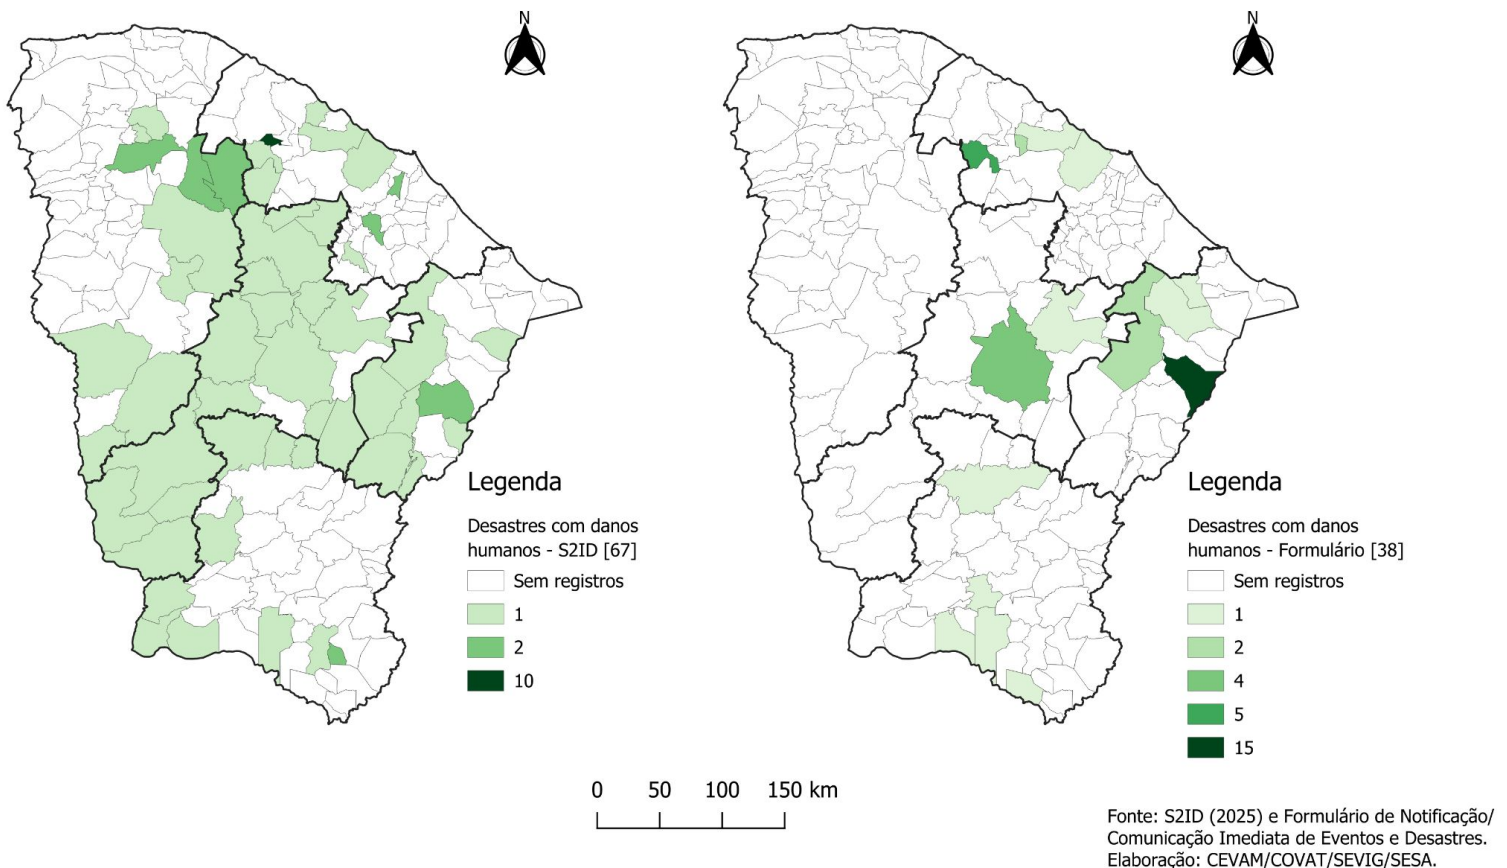 N
N
Legenda
Desastres com danos
humanos - S2ID [67]
Sem registros
1
2
10
Legenda
Desastres com danos
humanos - Formulário [38]
Sem registros
1
2
4
5
15
0 50 100 150 km
Fonte: S2ID (2025) e Formulário de Notificação/
Comunicação Imediata de Eventos e Desastres.
Elaboração: CEVAM/COVAT/SEVIG/SESA.